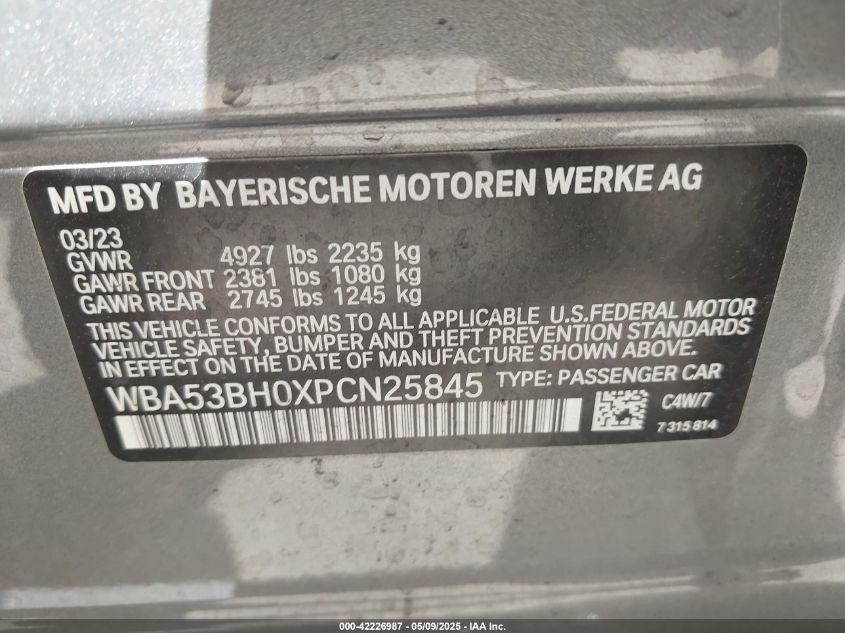 MFD BY BAYERISCHE MOTOREN WERKE AG
03/23
GVWR 4927 lbs 2235 kg
GAWR FRONT 2381 lbs 1080 kg
GAWR REAR 2745 lbs 1245 kg
THIS VEHICLE CONFORMS TO ALL APPLICABLE U.S.FEDERAL MOTOR
VEHICLE SAFETY, BUMPER AND THEFT PREVENTION STANDARDS
IN EFFECT ON THE DATE OF MANUFACTURE SHOWN ABOVE.
WBA53BH0XPCN25845 TYPE: PASSENGER CAR
C4W/7
7 315 814
000-42226987 - 05/09/2025 - IAA Inc.